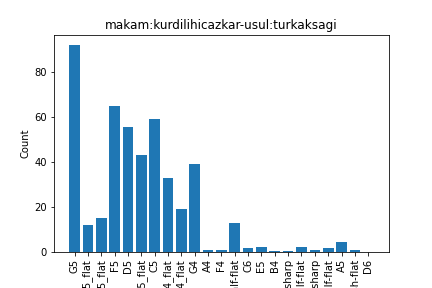 makam:kurdilihicazkar-usul:turkaksagi
Count
80
60
40
20
0
G5
5_flat
5_flat
F5
D5
5_flat
C5
4_flat
4_flat
G4
A4
F4
alf-flat
C6
E5
B4
sharp
lf-flat
sharp
lf-flat
A5
h-flat
D6